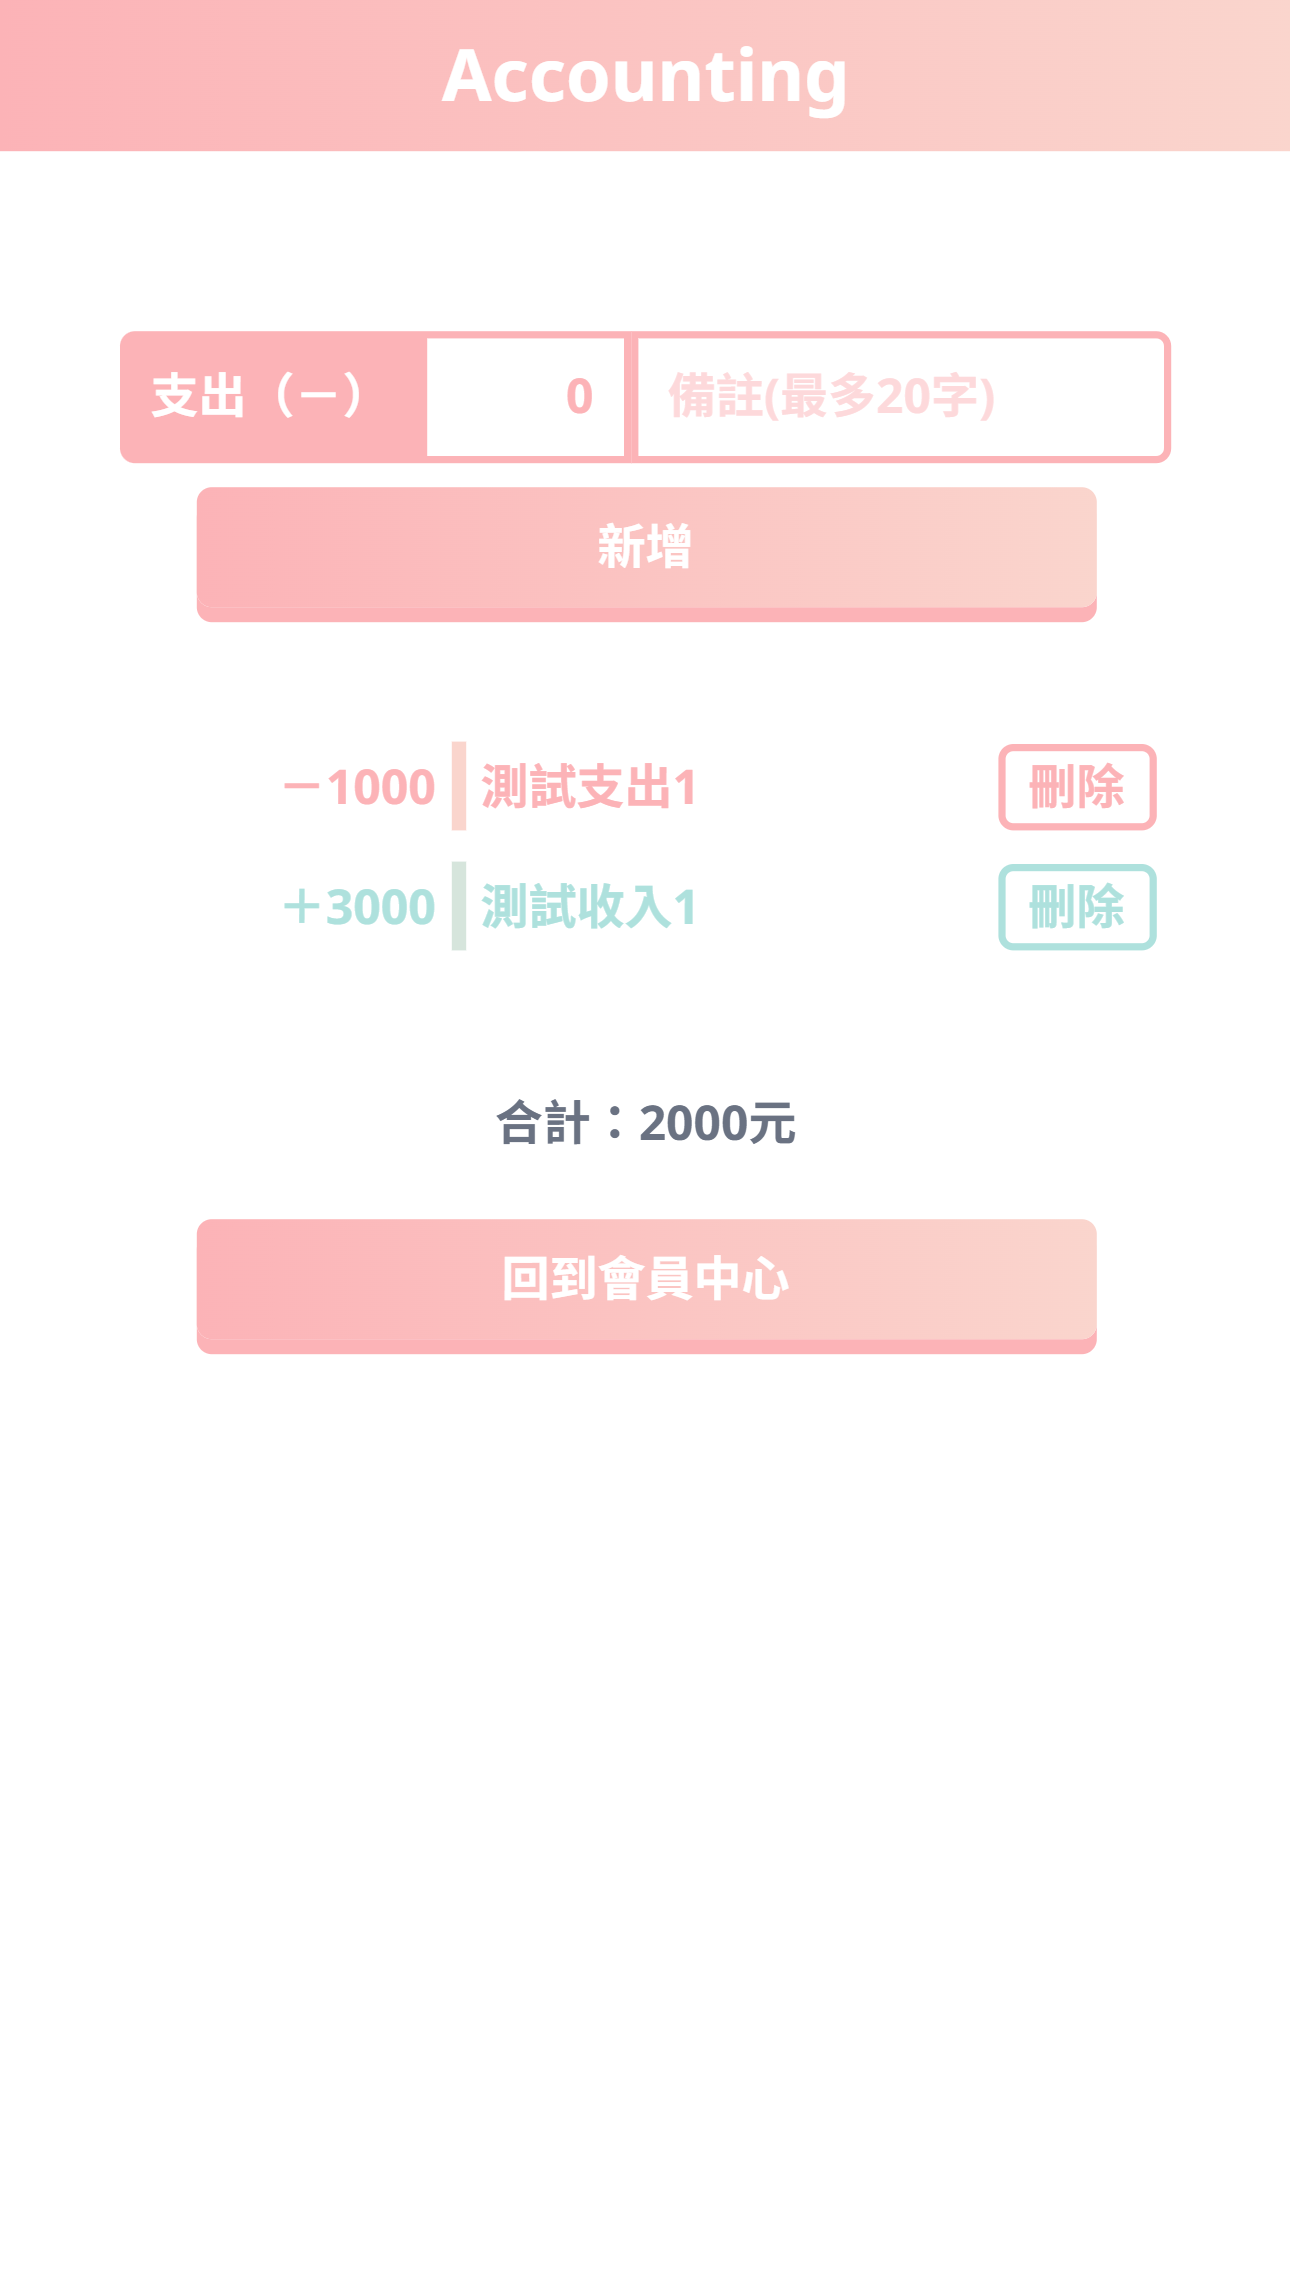 Accounting
支出（－） 0 備註(最多20字)
新增
－1000 測試支出1 刪除
＋3000 測試收入1 刪除
合計：2000元
回到會員中心